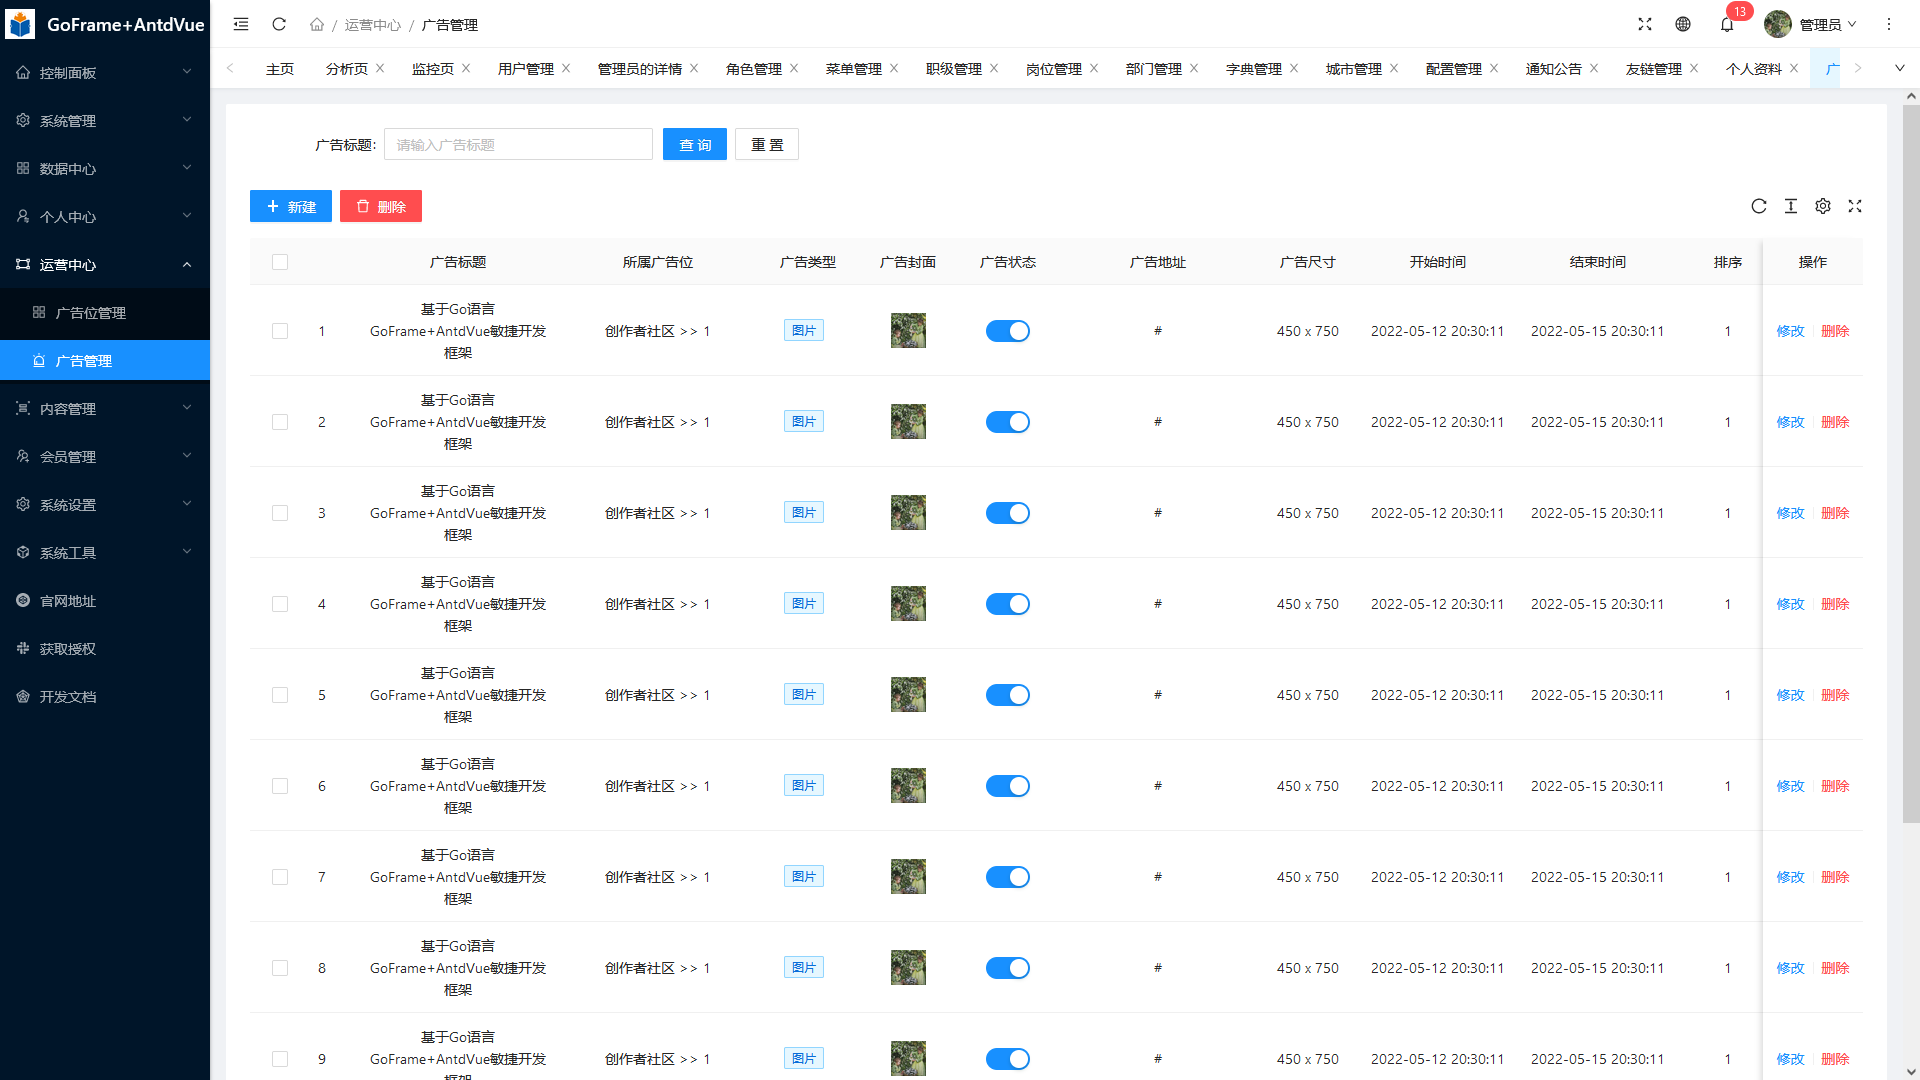 GoFrame+AntdVue
控制面板
系统管理
数据中心
个人中心
运营中心
广告位管理
广告管理
内容管理
会员管理
系统设置
系统工具
官网地址
获取授权
开发文档
/ 运营中心 / 广告管理
13
管理员
主页 分析页 监控页 用户管理 管理员的详情 角色管理 菜单管理 职级管理 岗位管理 部门管理 字典管理 城市管理 配置管理 通知公告 友链管理 个人资料 广
广告标题: 请输入广告标题 查 询 重 置
新建 删除
广告标题 所属广告位 广告类型 广告封面 广告状态 广告地址 广告尺寸 开始时间 结束时间 排序 操作
基于Go语言
1 GoFrame+AntdVue敏捷开发 创作者社区 >> 1 图片 # 450 x 750 2022-05-12 20:30:11 2022-05-15 20:30:11 1 修改 删除
框架
基于Go语言
2 GoFrame+AntdVue敏捷开发 创作者社区 >> 1 图片 # 450 x 750 2022-05-12 20:30:11 2022-05-15 20:30:11 1 修改 删除
框架
基于Go语言
3 GoFrame+AntdVue敏捷开发 创作者社区 >> 1 图片 # 450 x 750 2022-05-12 20:30:11 2022-05-15 20:30:11 1 修改 删除
框架
基于Go语言
4 GoFrame+AntdVue敏捷开发 创作者社区 >> 1 图片 # 450 x 750 2022-05-12 20:30:11 2022-05-15 20:30:11 1 修改 删除
框架
基于Go语言
5 GoFrame+AntdVue敏捷开发 创作者社区 >> 1 图片 # 450 x 750 2022-05-12 20:30:11 2022-05-15 20:30:11 1 修改 删除
框架
基于Go语言
6 GoFrame+AntdVue敏捷开发 创作者社区 >> 1 图片 # 450 x 750 2022-05-12 20:30:11 2022-05-15 20:30:11 1 修改 删除
框架
基于Go语言
7 GoFrame+AntdVue敏捷开发 创作者社区 >> 1 图片 # 450 x 750 2022-05-12 20:30:11 2022-05-15 20:30:11 1 修改 删除
框架
基于Go语言
8 GoFrame+AntdVue敏捷开发 创作者社区 >> 1 图片 # 450 x 750 2022-05-12 20:30:11 2022-05-15 20:30:11 1 修改 删除
框架
基于Go语言
9 GoFrame+AntdVue敏捷开发 创作者社区 >> 1 图片 # 450 x 750 2022-05-12 20:30:11 2022-05-15 20:30:11 1 修改 删除